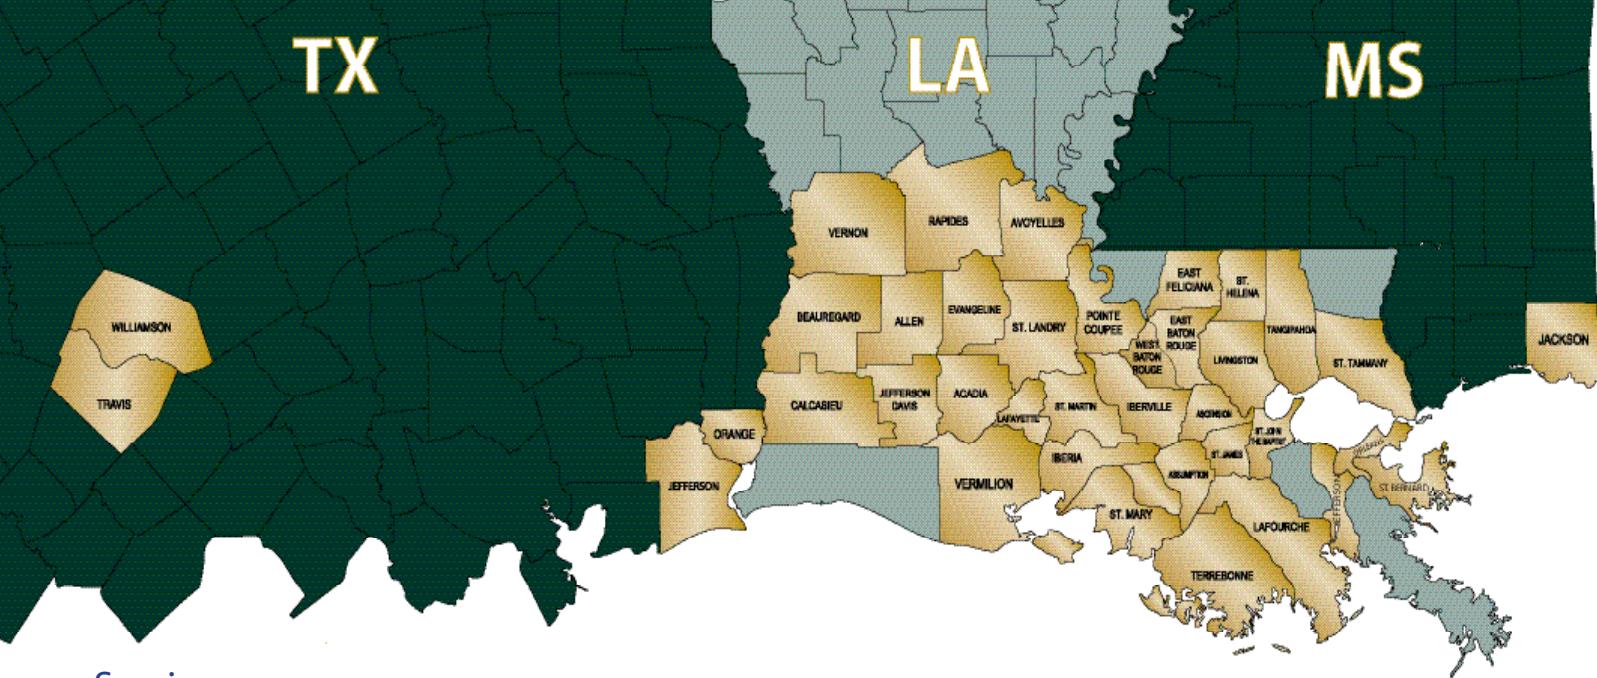 TX
LA
MS
VERNON
RAPIDES
AVOYELLES
WILLIAMSON
TRAVIS
BEAUREGARD
ALLEN
EVANGELINE
ST. LANDRY
POINTE
COUPEE
EAST
FELICIANA
ST.
HELENA
EAST
BATON
ROUGE
WEST
BATON
ROUGE
LIVINGSTON
TANGIPAHOA
ST. TAMMANY
JACKSON
CALCASIEU
JEFFERSON
DAVIS
ACADIA
LAFAYETTE
ST. MARTIN
IBERVILLE
ASCENSION
ST. JOHN
THE BAPTIST
ORANGE
JEFFERSON
VERMILION
IBERIA
ASSUMPTION
ST. JAMES
ST. MARY
LAFOURCHE
TERREBONNE
JEFFERSON
ORLEANS
ST. BERNARD